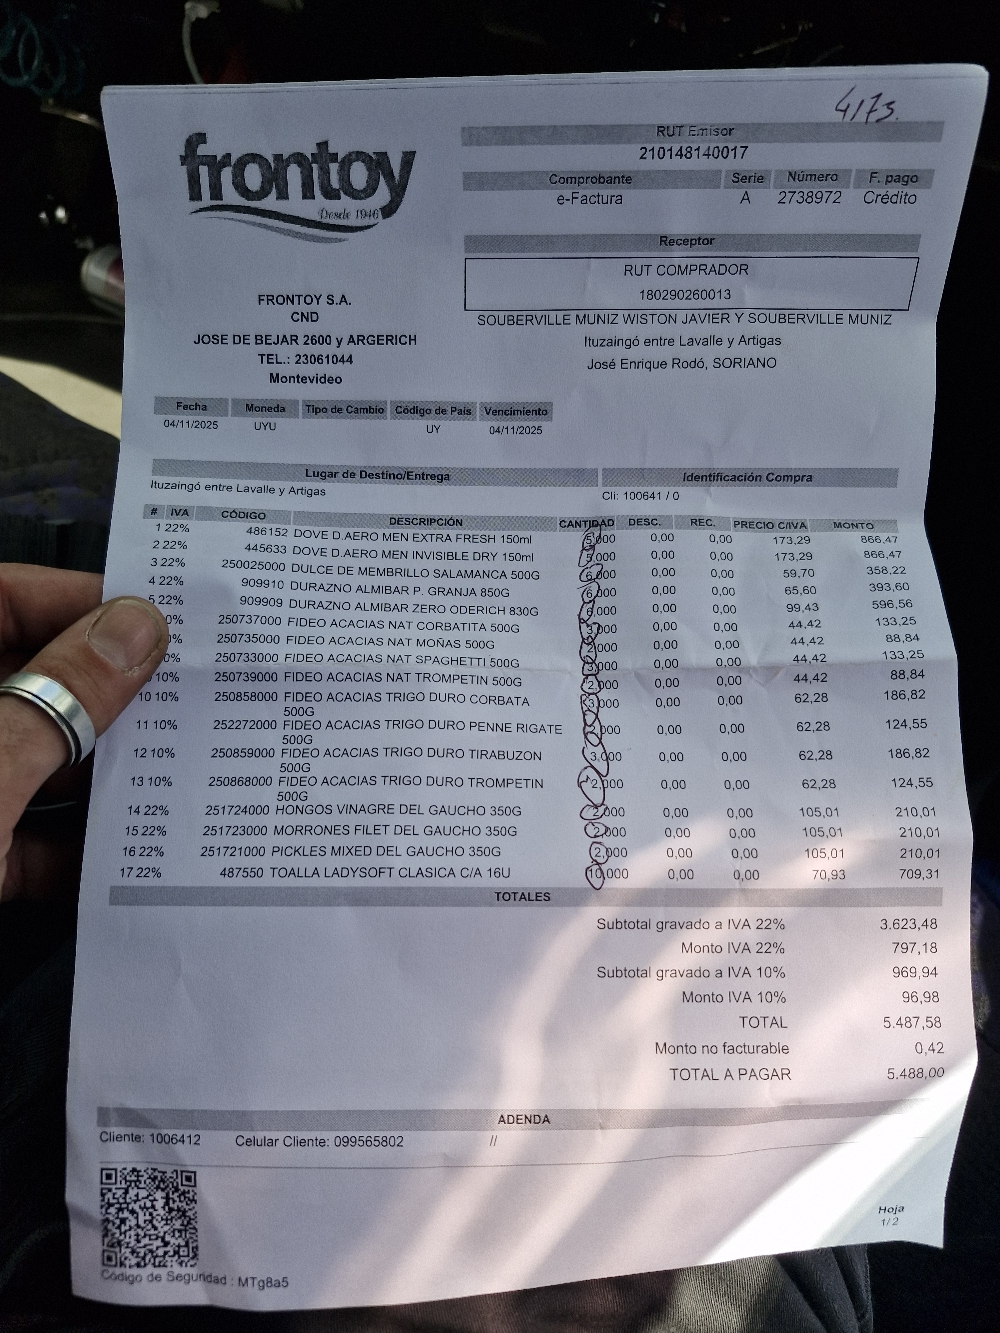 4173.
frontoy
Desde 1946
RUT Emisor
210148140017
Comprobante Serie Número F. pago
e-Factura A 2738972 Crédito
Receptor
RUT COMPRADOR
180290260013
SOUBERVILLE MUNIZ WISTON JAVIER Y SOUBERVILLE MUNIZ
Ituzaingó entre Lavalle y Artigas
José Enrique Rodó, SORIANO
FRONTOY S.A.
CND
JOSE DE BEJAR 2600 y ARGERICH
TEL.: 23061044
Montevideo
Fecha Moneda Tipo de Cambio Código de País Vencimiento
04/11/2025 UYU UY 04/11/2025
Lugar de Destino/Entrega Identificación Compra
Ituzaingó entre Lavalle y Artigas Cli: 100641 / 0
# IVA CÓDIGO DESCRIPCIÓN CANTIDAD DESC. REC. PRECIO C/IVA MONTO
1 22% 486152 DOVE D.AERO MEN EXTRA FRESH 150ml 5,000 0,00 0,00 173,29 866,47
2 22% 445633 DOVE D.AERO MEN INVISIBLE DRY 150ml 5,000 0,00 0,00 173,29 866,47
3 22% 250025000 DULCE DE MEMBRILLO SALAMANCA 500G 6,000 0,00 0,00 59,70 358,22
4 22% 909910 DURAZNO ALMIBAR P. GRANJA 850G 6,000 0,00 0,00 65,60 393,60
5 22% 909909 DURAZNO ALMIBAR ZERO ODERICH 830G 6,000 0,00 0,00 99,43 596,56
0% 250737000 FIDEO ACACIAS NAT CORBATITA 500G 3,000 0,00 0,00 44,42 133,25
0% 250735000 FIDEO ACACIAS NAT MOÑAS 500G 2,000 0,00 0,00 44,42 88,84
0% 250733000 FIDEO ACACIAS NAT SPAGHETTI 500G 3,000 0,00 0,00 44,42 133,25
10% 250739000 FIDEO ACACIAS NAT TROMPETIN 500G 2,000 0,00 0,00 44,42 88,84
10 10% 250858000 FIDEO ACACIAS TRIGO DURO CORBATA 3,000 0,00 0,00 62,28 186,82
500G
11 10% 252272000 FIDEO ACACIAS TRIGO DURO PENNE RIGATE 2,000 0,00 0,00 62,28 124,55
500G
12 10% 250859000 FIDEO ACACIAS TRIGO DURO TIRABUZON 3,000 0,00 0,00 62,28 186,82
500G
13 10% 250868000 FIDEO ACACIAS TRIGO DURO TROMPETIN 2,000 0,00 0,00 62,28 124,55
500G
14 22% 251724000 HONGOS VINAGRE DEL GAUCHO 350G 2,000 0,00 0,00 105,01 210,01
15 22% 251723000 MORRONES FILET DEL GAUCHO 350G 2,000 0,00 0,00 105,01 210,01
16 22% 251721000 PICKLES MIXED DEL GAUCHO 350G 2,000 0,00 0,00 105,01 210,01
17 22% 487550 TOALLA LADYSOFT CLASICA C/A 16U 10,000 0,00 0,00 70,93 709,31
TOTALES
Subtotal gravado a IVA 22% 3.623,48
Monto IVA 22% 797,18
Subtotal gravado a IVA 10% 969,94
Monto IVA 10% 96,98
TOTAL 5.487,58
Monto no facturable 0,42
TOTAL A PAGAR 5.488,00
ADENDA
Cliente: 1006412 Celular Cliente: 099565802 //
Hoja
1/2
Código de Seguridad : MTg8a5